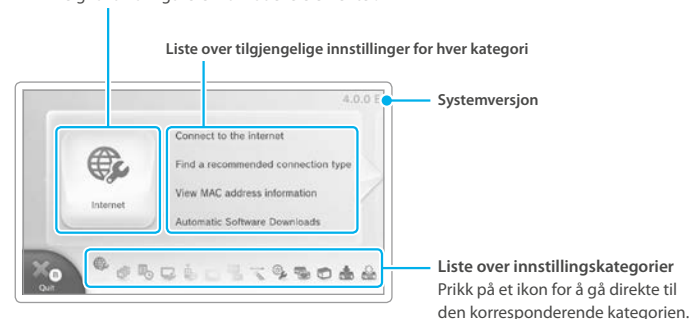 Liste over tilgjengelige innstillinger for hver kategori
4.0.0 E
Systemversjon
Connect to the internet
Find a recommended connection type
View MAC address information
Automatic Software Downloads
Internet
Quit
B
Liste over innstillingskategorier
Prikk på et ikon for å gå direkte til
den korresponderende kategorien.